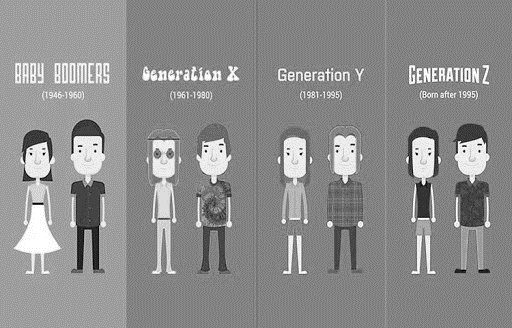 BABY BOOMERS
(1946-1960)
Generation X
(1961-1980)
Generation Y
(1981-1995)
GENERATION Z
(Born after 1995)